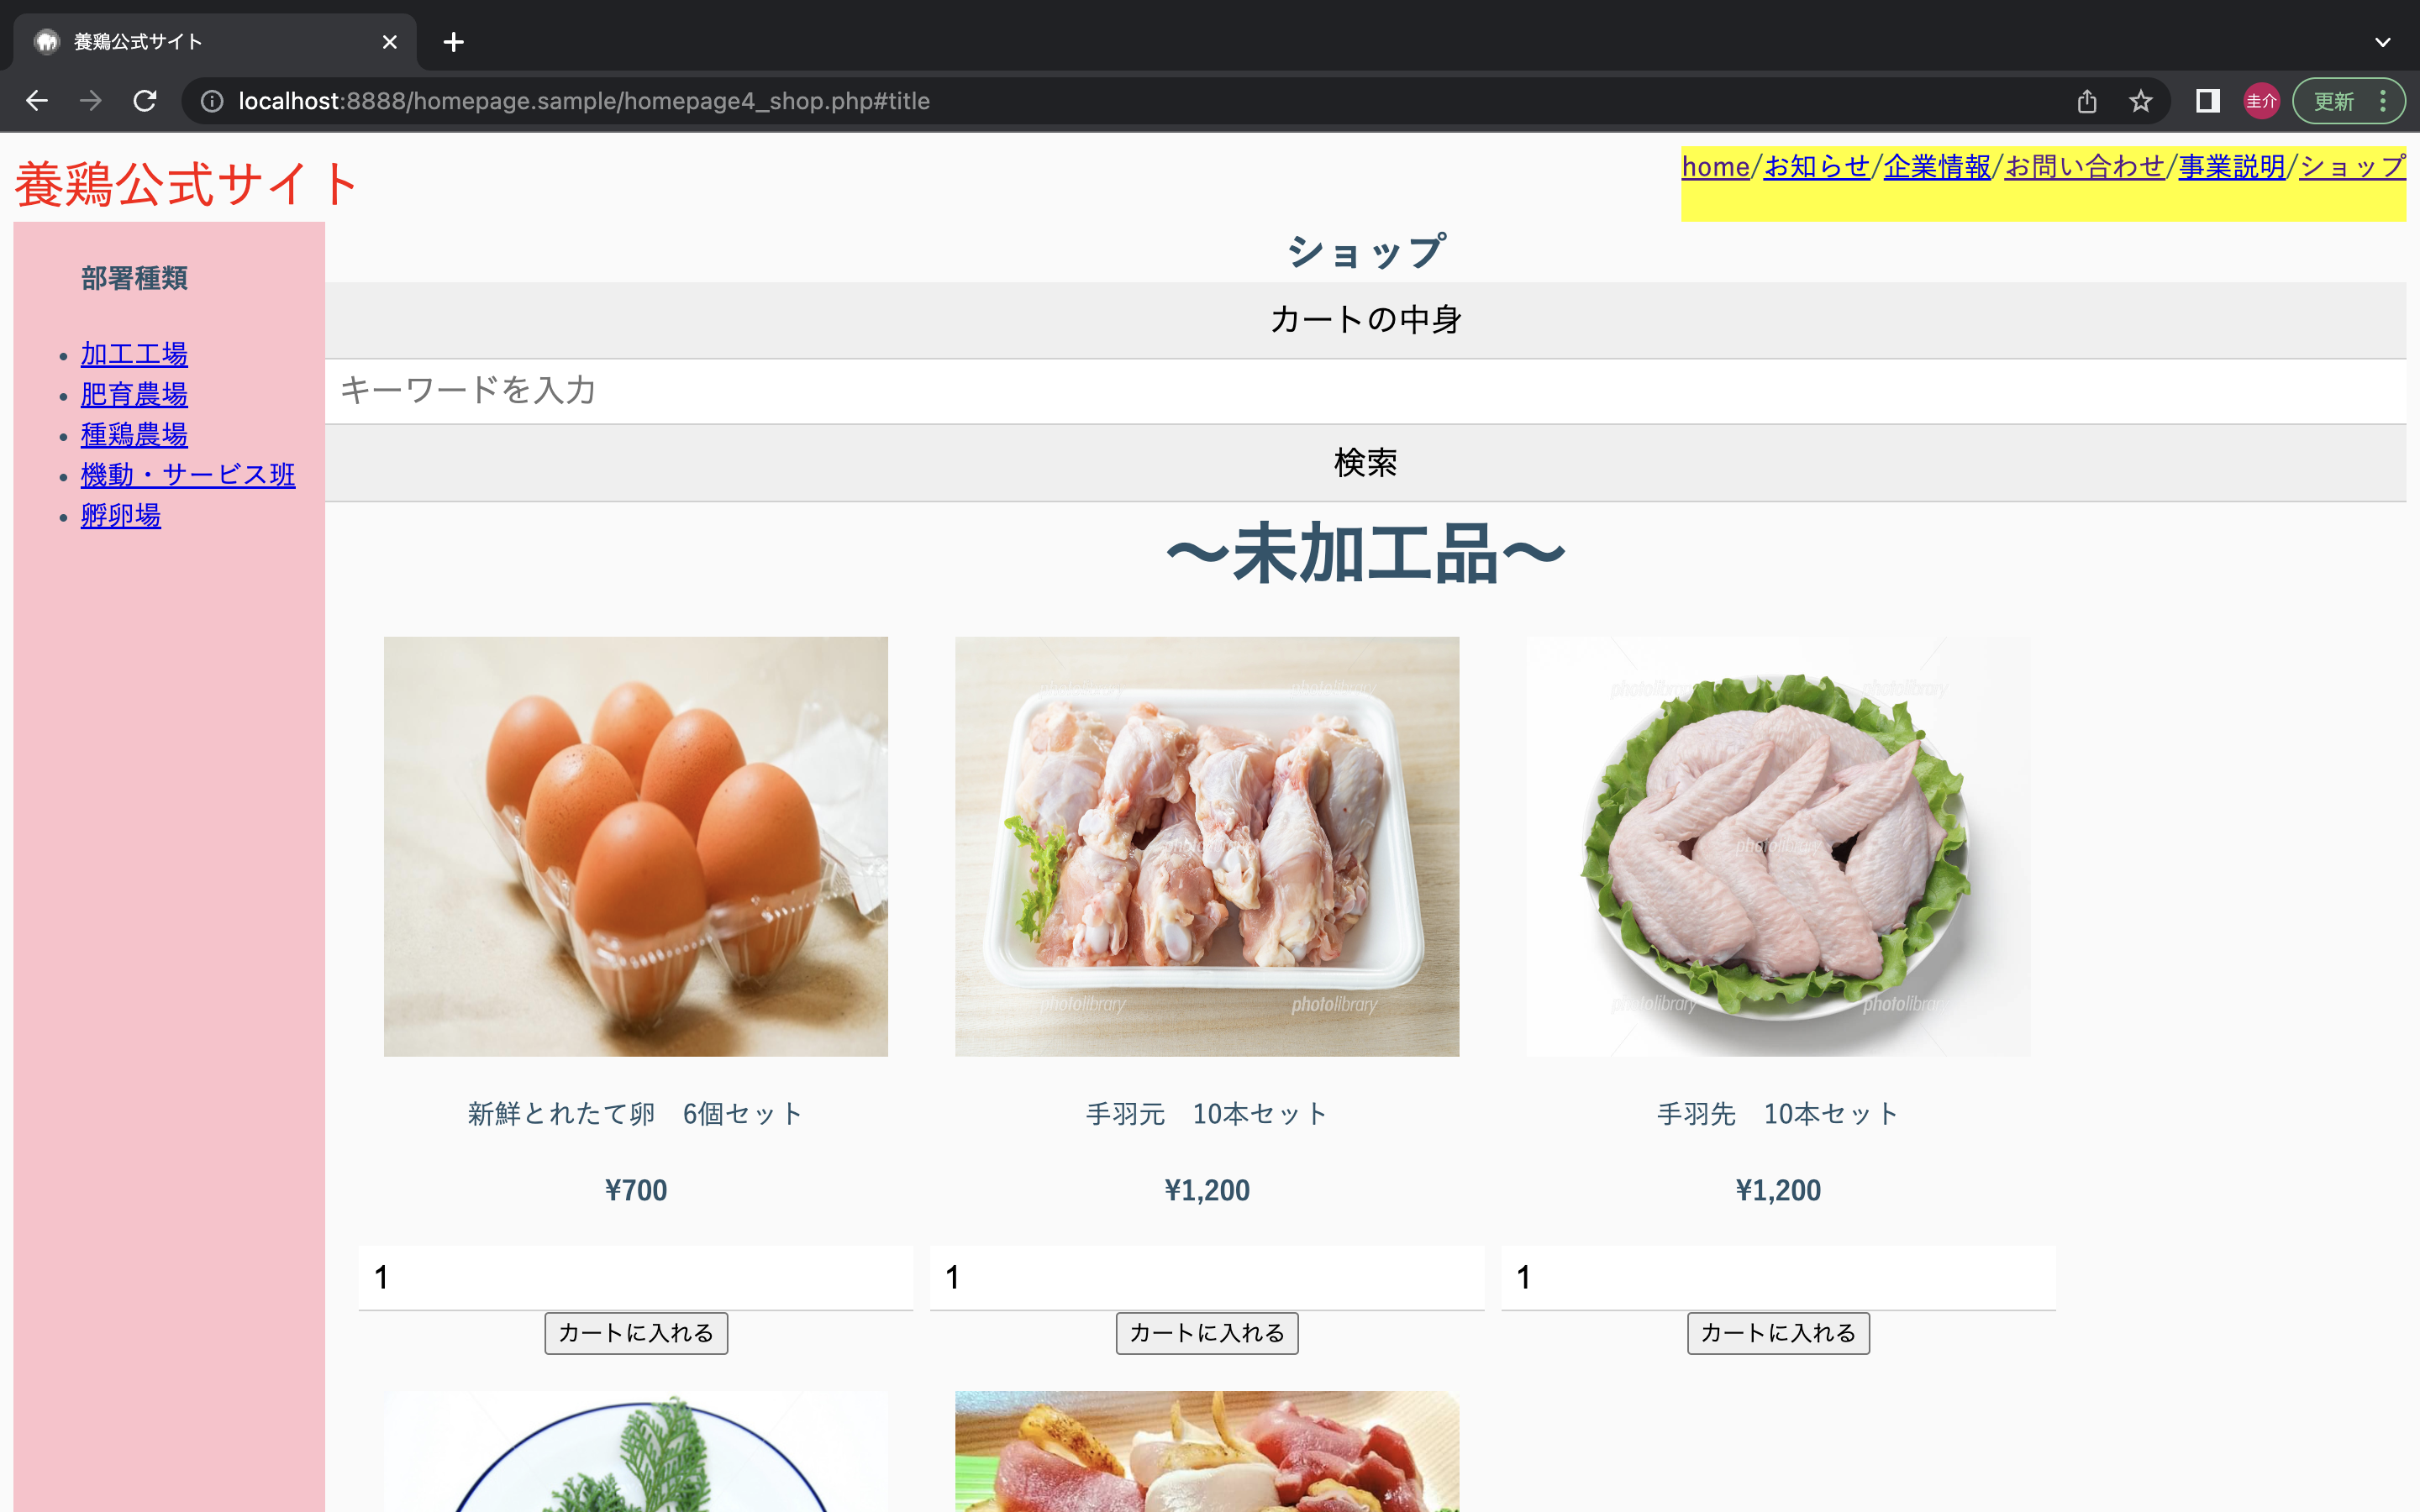 養鶏公式サイト
localhost:8888/homepage.sample/homepage4_shop.php#title
圭介
更新
養鶏公式サイト
home/お知らせ/企業情報/お問い合わせ/事業説明/ショップ
部署種類
加工工場
肥育農場
種鶏農場
機動・サービス班
孵卵場
ショップ
カートの中身
キーワードを入力
検索
〜未加工品〜
photolibrary photolibrary photolibrary photolibrary
photolibrary photolibrary
photolibrary photolibrary photolibrary photolibrary
新鮮とれたて卵　6個セット 手羽元　10本セット 手羽先　10本セット
¥700 ¥1,200 ¥1,200
1 1 1
カートに入れる カートに入れる カートに入れる